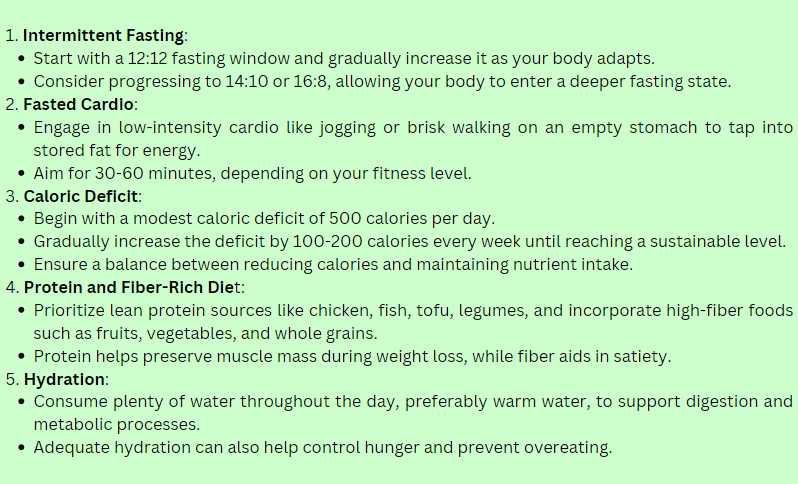 1. Intermittent Fasting:
• Start with a 12:12 fasting window and gradually increase it as your body adapts.
• Consider progressing to 14:10 or 16:8, allowing your body to enter a deeper fasting state.
2. Fasted Cardio:
• Engage in low-intensity cardio like jogging or brisk walking on an empty stomach to tap into
stored fat for energy.
• Aim for 30-60 minutes, depending on your fitness level.
3. Caloric Deficit:
• Begin with a modest caloric deficit of 500 calories per day.
• Gradually increase the deficit by 100-200 calories every week until reaching a sustainable level.
• Ensure a balance between reducing calories and maintaining nutrient intake.
4. Protein and Fiber-Rich Diet:
• Prioritize lean protein sources like chicken, fish, tofu, legumes, and incorporate high-fiber foods
such as fruits, vegetables, and whole grains.
• Protein helps preserve muscle mass during weight loss, while fiber aids in satiety.
5. Hydration:
• Consume plenty of water throughout the day, preferably warm water, to support digestion and
metabolic processes.
• Adequate hydration can also help control hunger and prevent overeating.